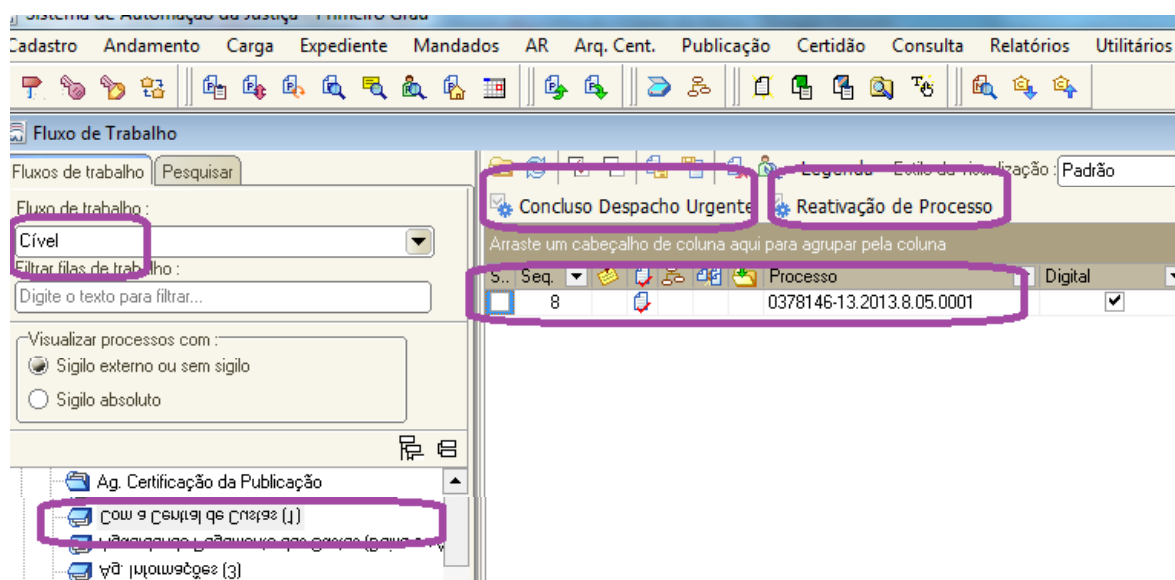 Sistema de Automação da Justiça - Primeiro Grau
Cadastro Andamento Carga Expediente Mandados AR Arq. Cent. Publicação Certidão Consulta Relatórios Utilitários
Fluxo de Trabalho
Fluxos de trabalho Pesquisar
Fluxo de trabalho :
Cível
Filtrar filas de trabalho :
Digite o texto para filtrar...
Visualizar processos com :
Sigilo externo ou sem sigilo
Sigilo absoluto
Ag. Certificação da Publicação
Com a Central de Custas (1)
Aguardando Pagamento das Custas
Ag. Informações (3)
Legenda Estilo de visualização : Padrão
Concluso Despacho Urgente Reativação de Processo
Arraste um cabeçalho de coluna aqui para agrupar pela coluna
S.. Seq. Processo Digital
8 0378146-13.2013.8.05.0001